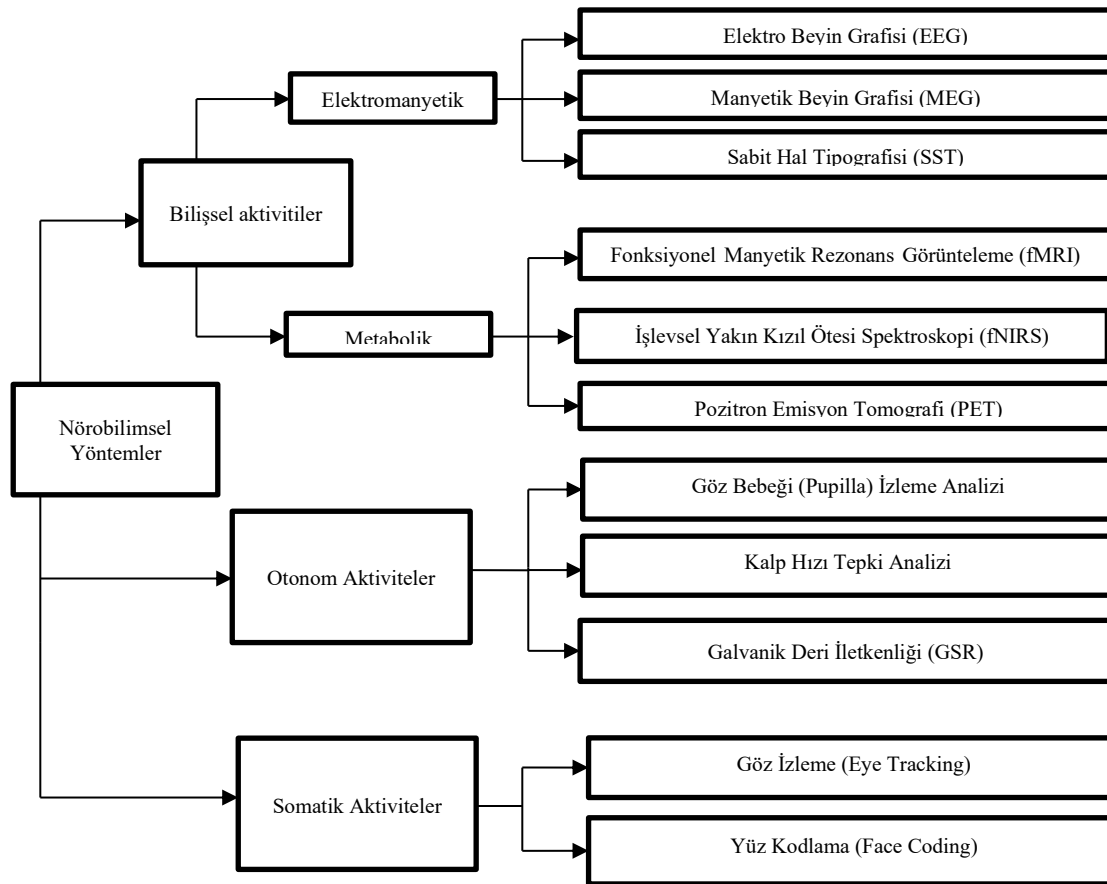 Elektro Beyin Grafisi (EEG)
Elektromanyetik
Manyetik Beyin Grafisi (MEG)
Sabit Hal Tipografisi (SST)
Bilişsel aktivitiler
Fonksiyonel Manyetik Rezonans Görünteleme (fMRI)
Metabolik
İşlevsel Yakın Kızıl Ötesi Spektroskopi (fNIRS)
Pozitron Emisyon Tomografi (PET)
Nörobilimsel
Yöntemler
Göz Bebeği (Pupilla) İzleme Analizi
Otonom Aktiviteler
Kalp Hızı Tepki Analizi
Galvanik Deri İletkenliği (GSR)
Göz İzleme (Eye Tracking)
Somatik Aktiviteler
Yüz Kodlama (Face Coding)